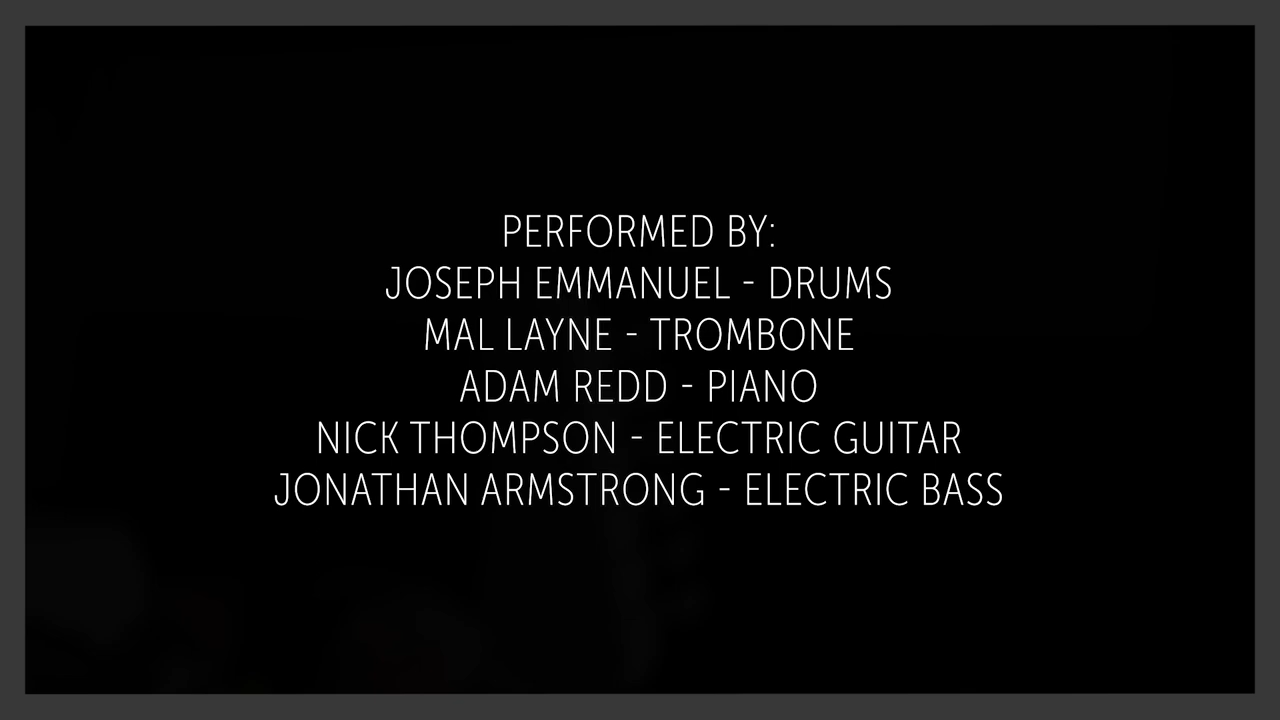 PERFORMED BY:
JOSEPH EMMANUEL - DRUMS
MAL LAYNE - TROMBONE
ADAM REDD - PIANO
NICK THOMPSON - ELECTRIC GUITAR
JONATHAN ARMSTRONG - ELECTRIC BASS